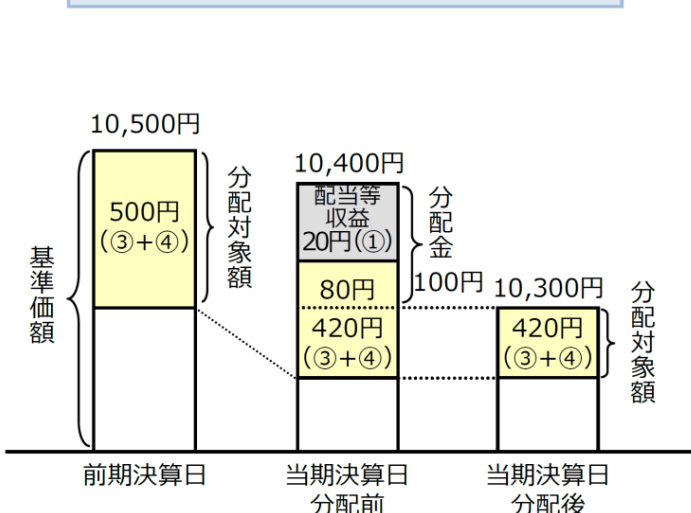 10,500円
500円
(③+④)
分配対象額
基準価額
10,400円
配当等
収益
20円(①)
分配金
80円
100円
420円
(③+④)
10,300円
420円
(③+④)
分配対象額
前期決算日
当期決算日
分配前
当期決算日
分配後